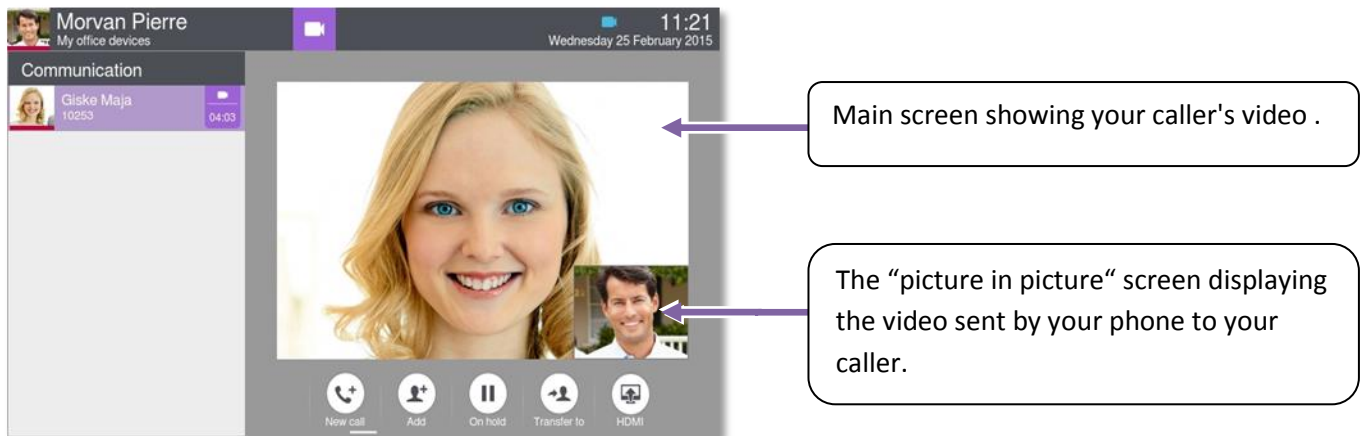 Morvan Pierre
My office devices
11:21
Wednesday 25 February 2015
Communication
Giske Maja
10253
04:03
New call
Add
On hold
Transfer to
HDMI
Main screen showing your caller's video .
The “picture in picture“ screen displaying
the video sent by your phone to your
caller.